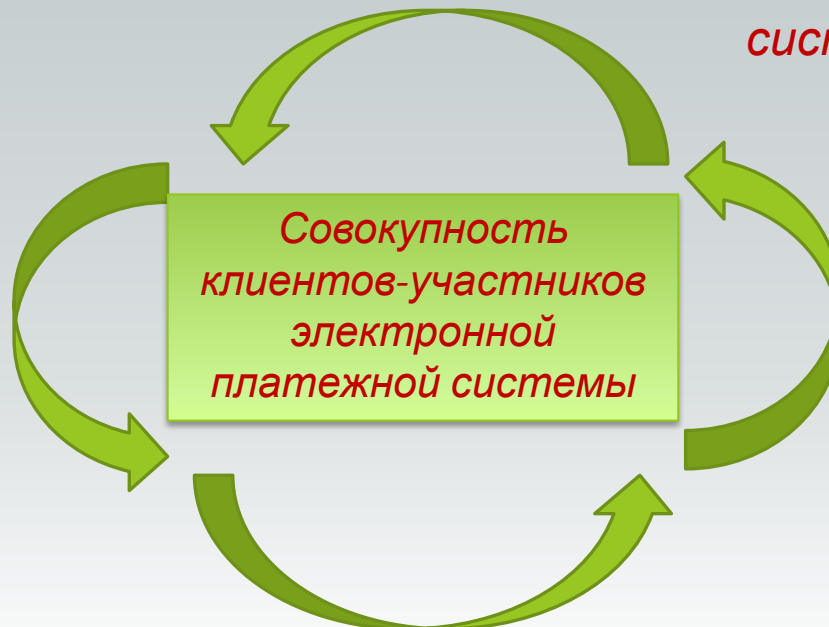 Совокупность
клиентов-участников
электронной
платежной системы